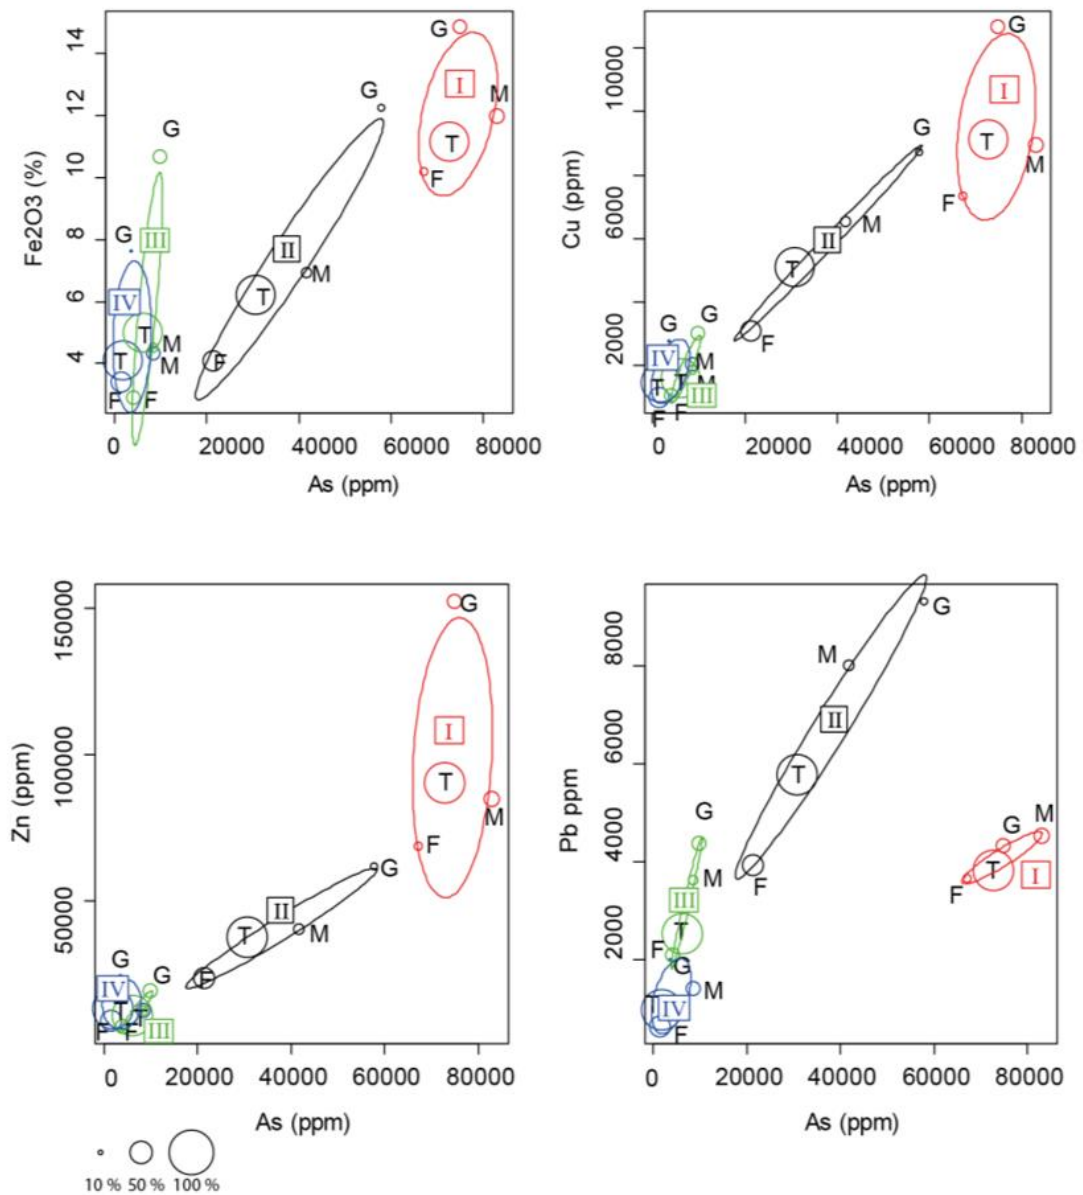 Fe2O3 (%)
4 6 8 10 12 14
G
I
M
T
F
G
II
M
T
F
G
III
G
IV
T
M
T
M
F
F
0 20000 40000 60000 80000
As (ppm)
Cu (ppm)
2000 6000 10000
G
I
T
M
F
G
M
II
T
F
G
G
IV
M
T
T
M
III
F
F
0 20000 40000 60000 80000
As (ppm)
Zn (ppm)
50000 100000 150000
G
I
T
M
F
G
II
M
T
F
G
G
IV
T
T
F
F
III
0 20000 40000 60000 80000
As (ppm)
Pb ppm
2000 4000 6000 8000
G
M
II
T
F
G
M
T
I
F
G
M
III
T
F
G
M
T
IV
F
0 20000 40000 60000 80000
As (ppm)
10 % 50 % 100 %